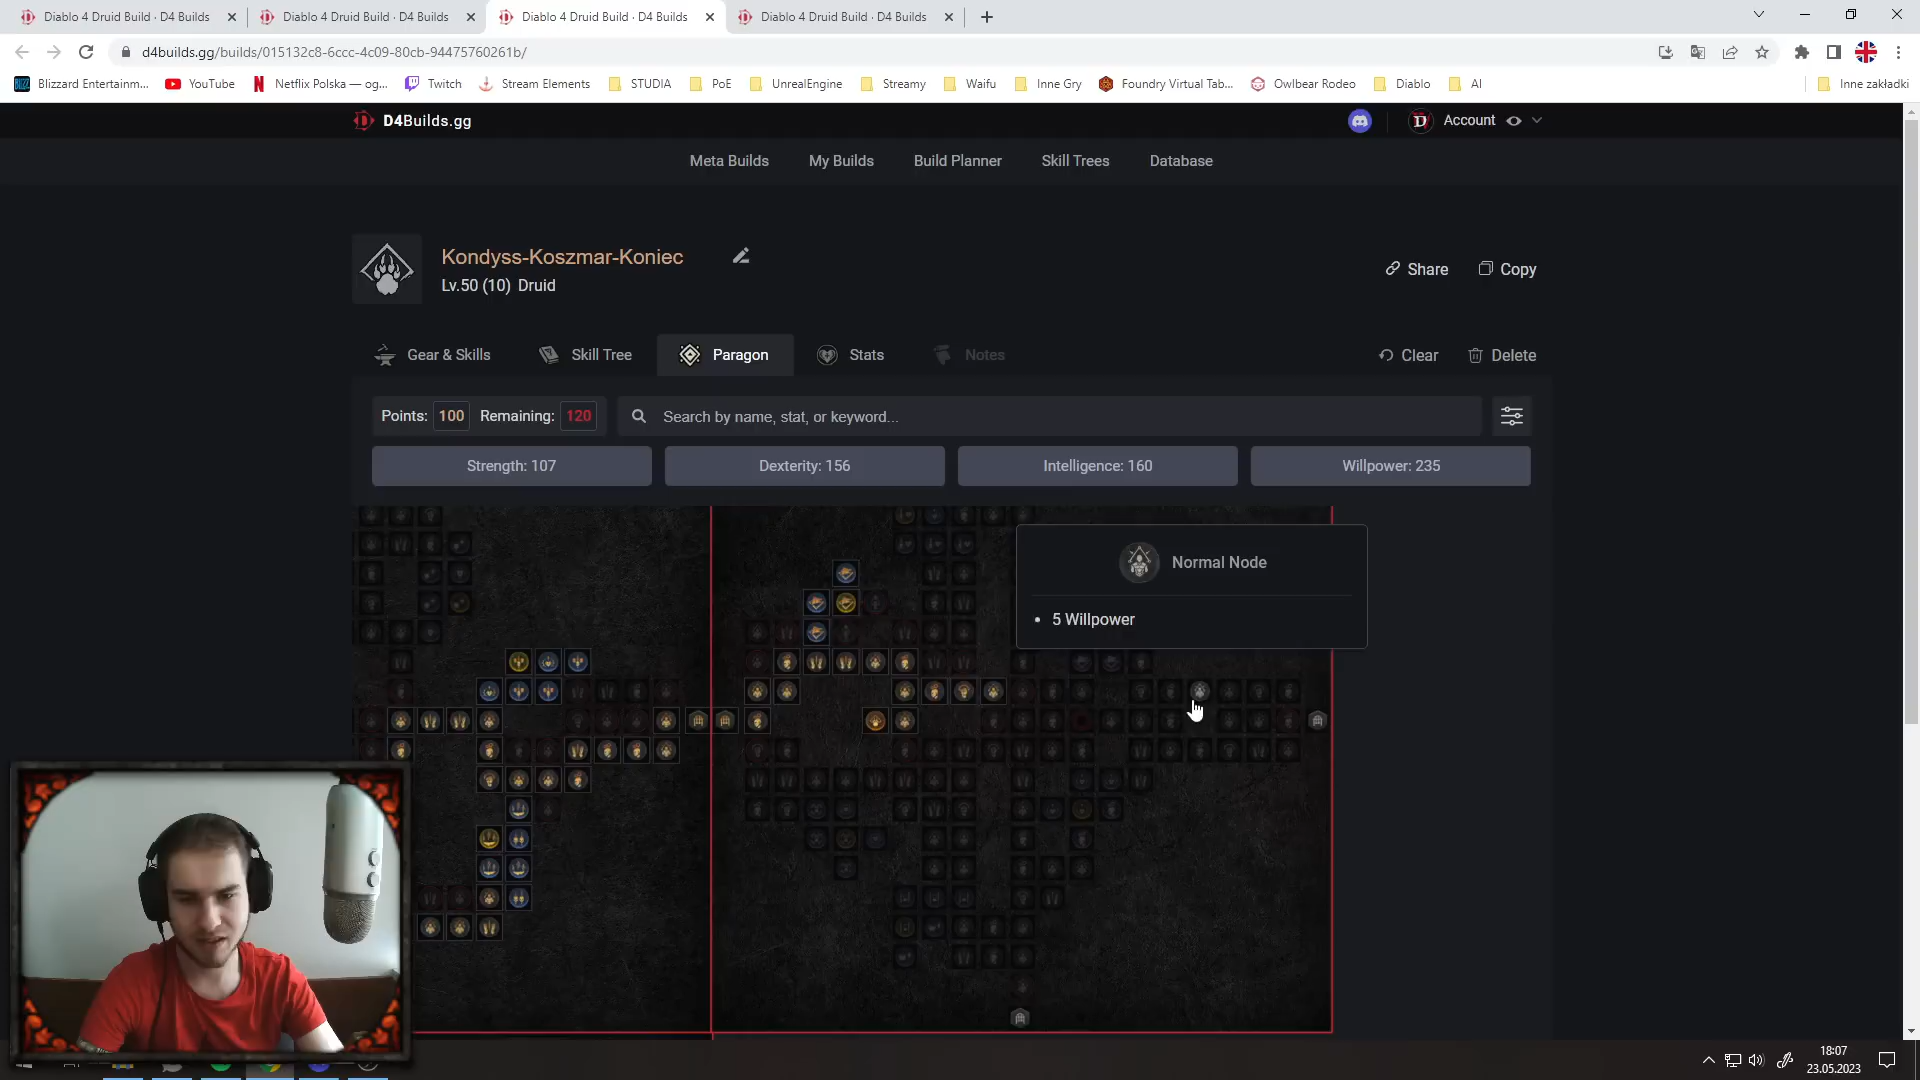 Diablo 4 Druid Build · D4 Builds
Diablo 4 Druid Build · D4 Builds
Diablo 4 Druid Build · D4 Builds
Diablo 4 Druid Build · D4 Builds
d4builds.gg/builds/015132c8-6ccc-4c09-80cb-94475760261b/
Blizzard Entertainm...
YouTube
Netflix Polska — og...
Twitch
Stream Elements
STUDIA
PoE
UnrealEngine
Streamy
Waifu
Inne Gry
Foundry Virtual Tab...
Owlbear Rodeo
Diablo
AI
Inne zakładki
D4Builds.gg
Account
Meta Builds
My Builds
Build Planner
Skill Trees
Database
Kondyss-Koszmar-Koniec
Lv.50 (10) Druid
Share
Copy
Gear & Skills
Skill Tree
Paragon
Stats
Notes
Clear
Delete
Points: 100 Remaining: 120
Search by name, stat, or keyword...
Strength: 107
Dexterity: 156
Intelligence: 160
Willpower: 235
Normal Node
• 5 Willpower
18:07
23.05.2023